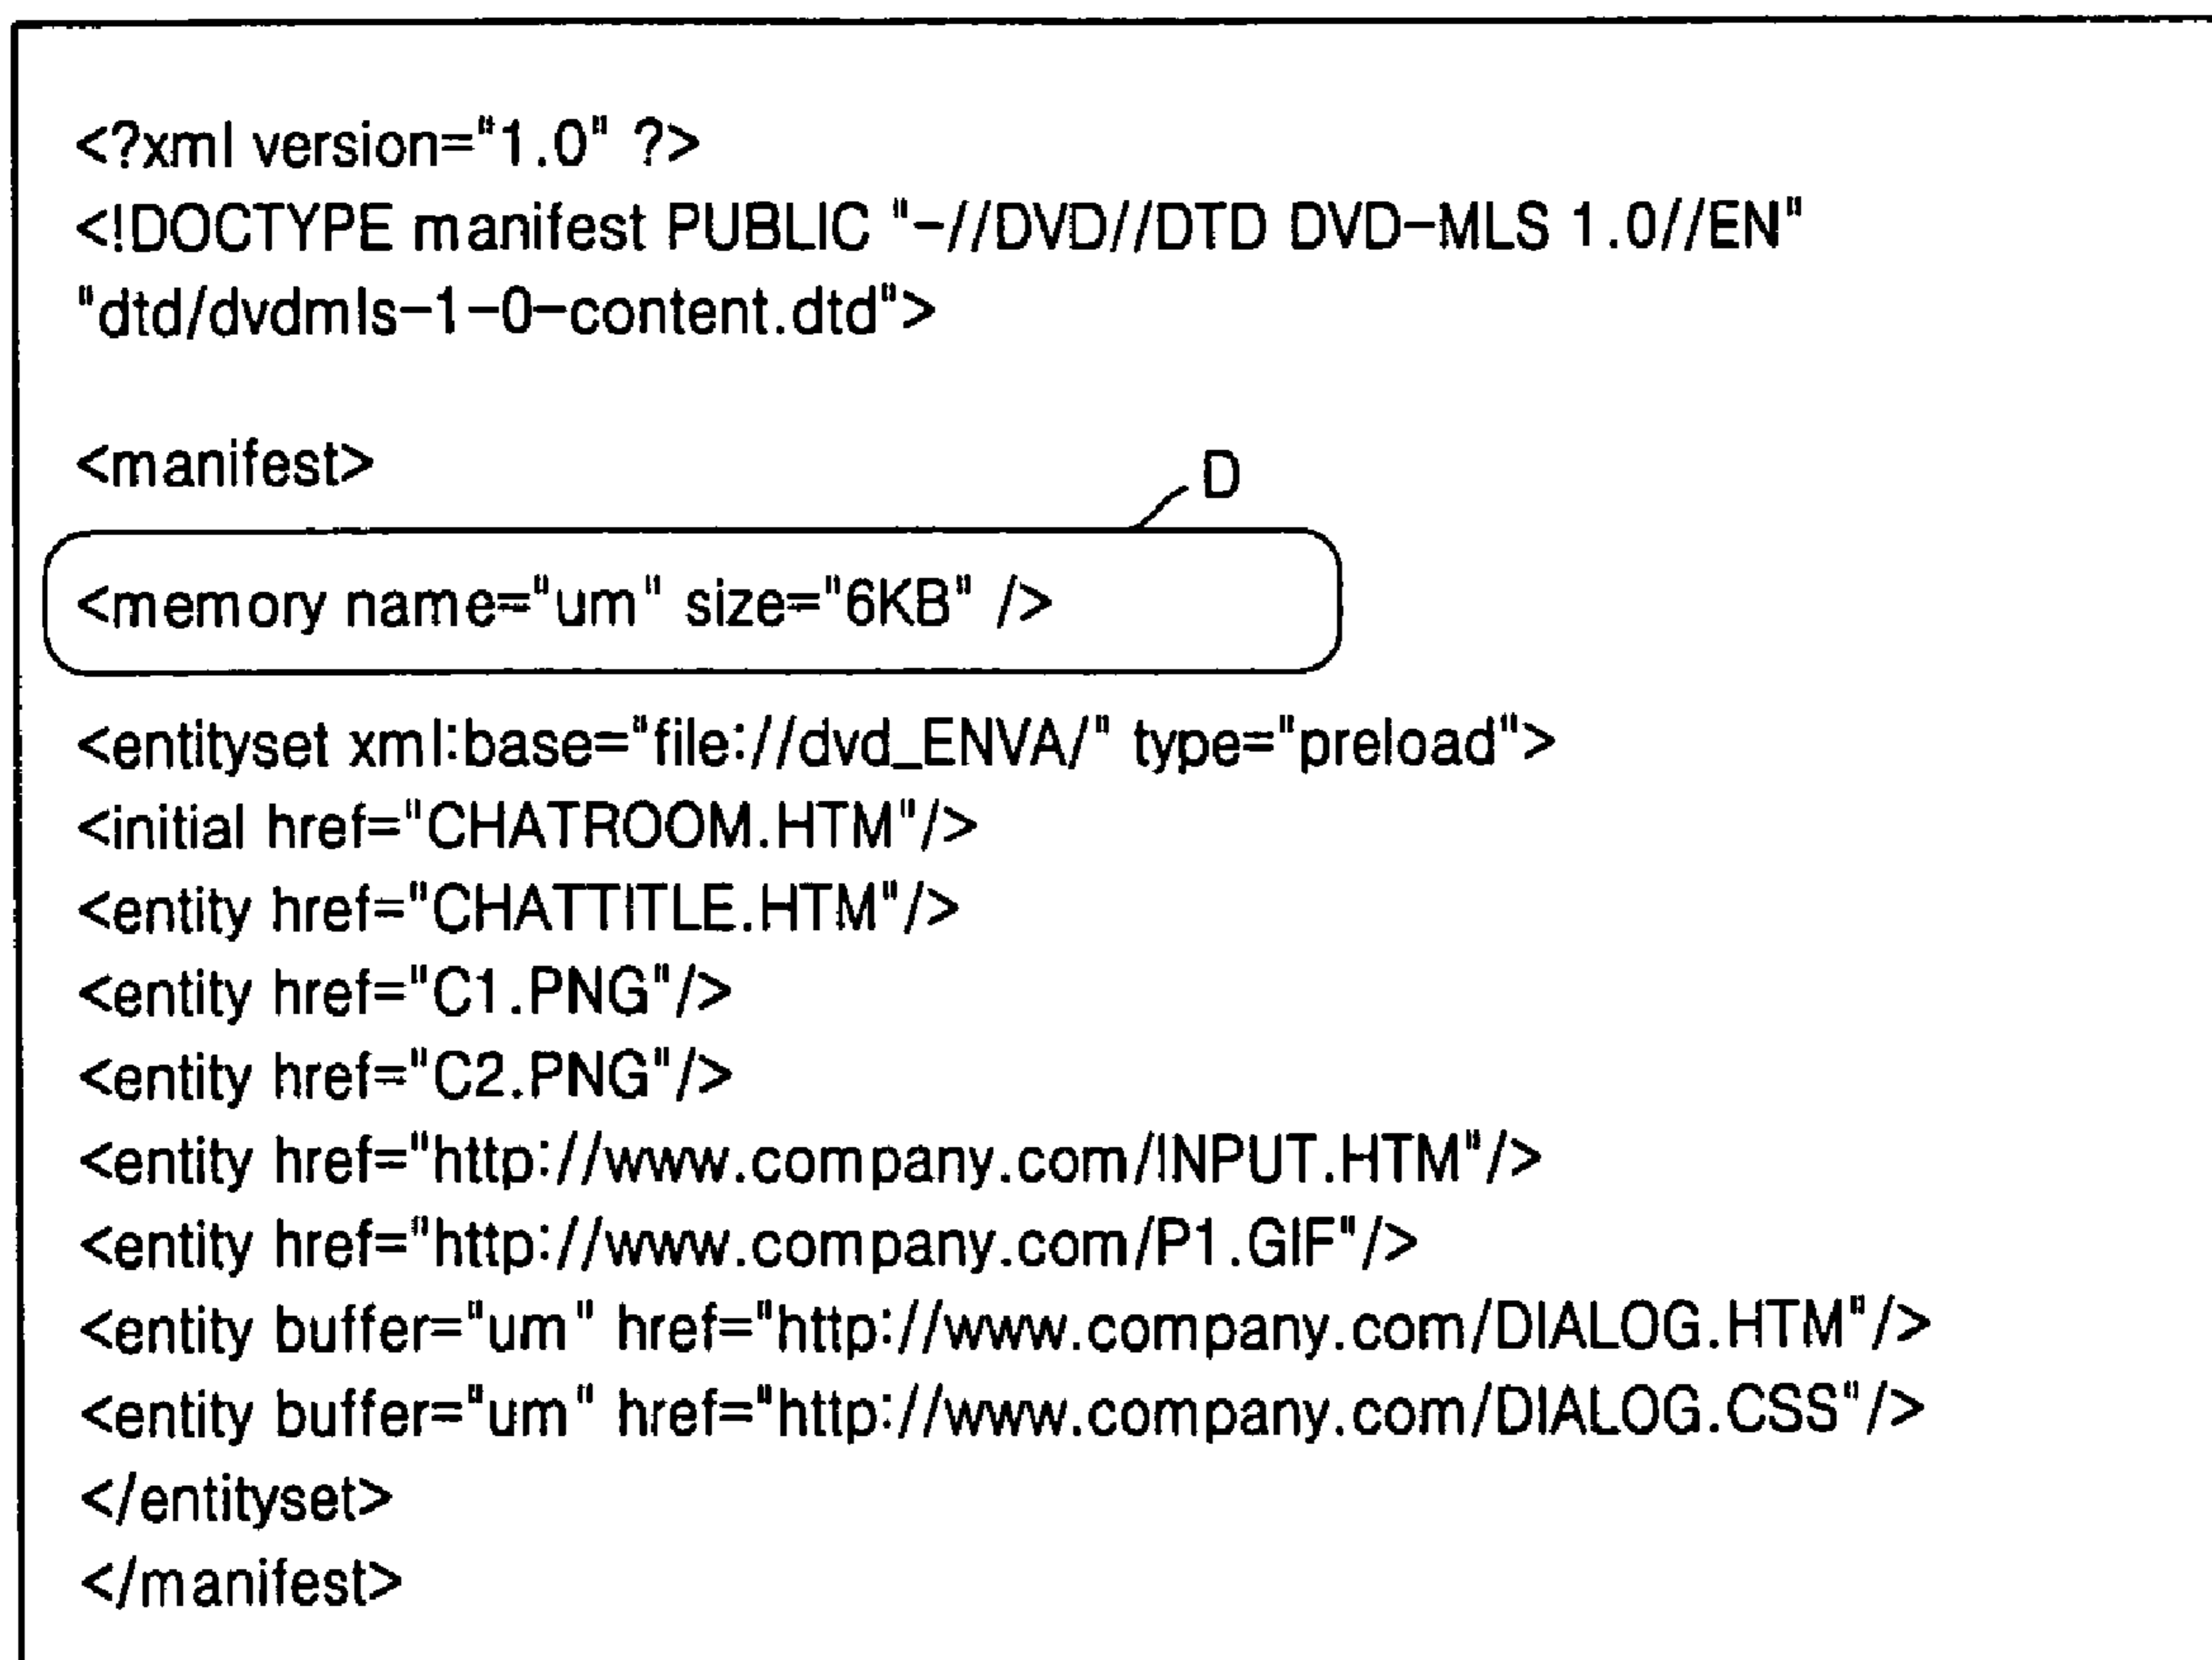 <?xml version="1.0" ?>
<!DOCTYPE manifest PUBLIC "-//DVD//DTD DVD-MLS 1.0//EN"
"dtd/dvdmls-1-0-content.dtd">
<manifest>
D
<memory name="um" size="6KB" />
<entityset xml:base="file://dvd_ENVA/" type="preload">
<initial href="CHATROOM.HTM"/>
<entity href="CHATTITLE.HTM"/>
<entity href="C1.PNG"/>
<entity href="C2.PNG"/>
<entity href="http://www.company.com/INPUT.HTM"/>
<entity href="http://www.company.com/P1.GIF"/>
<entity buffer="um" href="http://www.company.com/DIALOG.HTM"/>
<entity buffer="um" href="http://www.company.com/DIALOG.CSS"/>
</entityset>
</manifest>